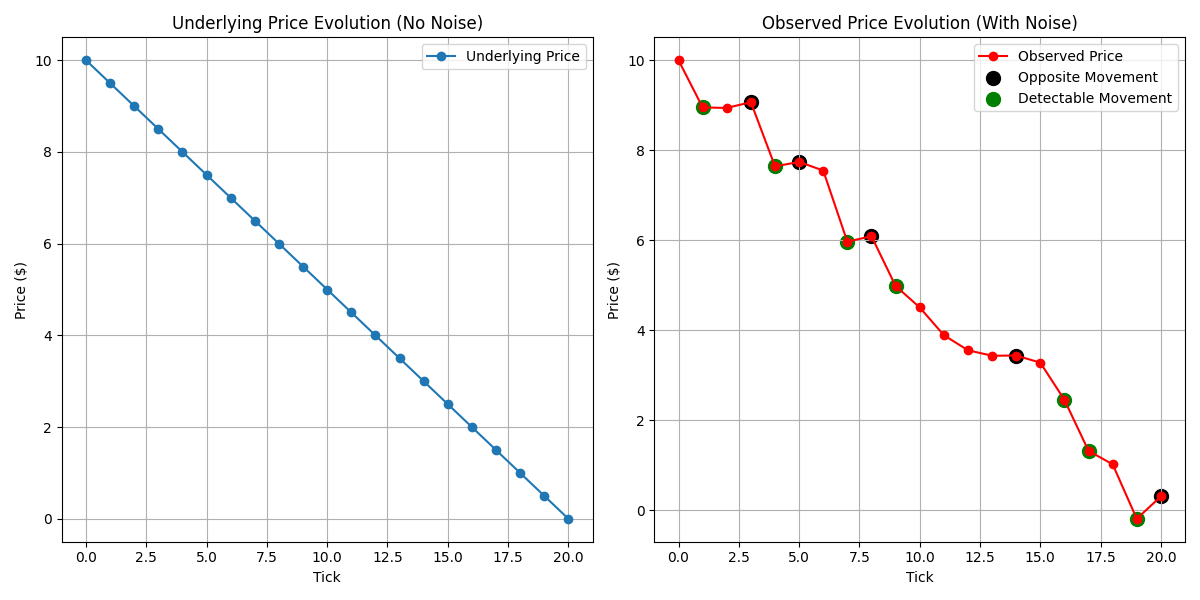 Underlying Price Evolution (No Noise)
Underlying Price
Price ($)
10
8
6
4
2
0
0.0 2.5 5.0 7.5 10.0 12.5 15.0 17.5 20.0
Tick
Observed Price Evolution (With Noise)
Observed Price
Opposite Movement
Detectable Movement
Price ($)
10
8
6
4
2
0
0.0 2.5 5.0 7.5 10.0 12.5 15.0 17.5 20.0
Tick